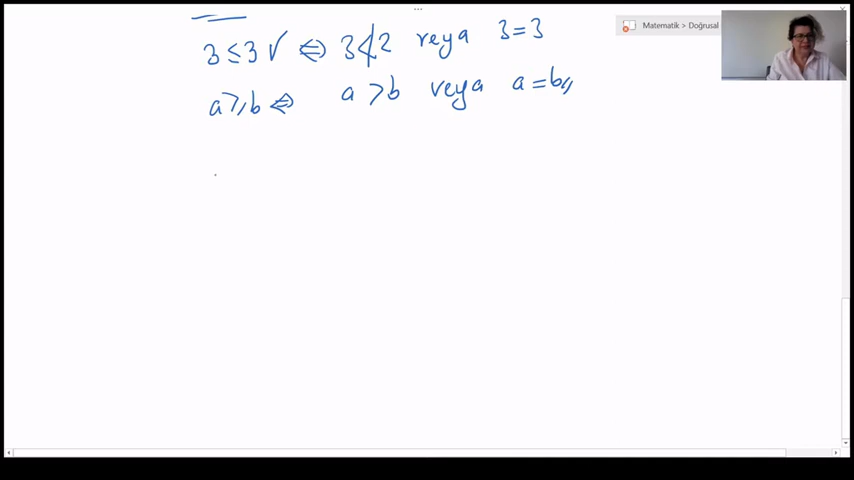 3 ≤ 3 ✓ ⇔ 3 ≮ 2 veya 3 = 3
a ≥ b ⇔ a > b veya a = b //
Matematik > Doğrusal